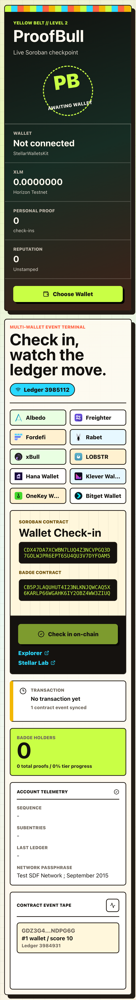 YELLOW BELT // LEVEL 2
ProofBull
Live Soroban checkpoint
PB
AWAITING WALLET
WALLET
Not connected
StellarWalletsKit
XLM
0.0000000
Horizon Testnet
PERSONAL PROOF
0
check-ins
REPUTATION
0
Unstamped
Choose Wallet
MULTI-WALLET EVENT TERMINAL
Check in,
watch the
ledger move.
Ledger 3985112
Albedo
Freighter
Fordefi
Rabet
xBull
LOBSTR
Hana Wallet
Klever Wal...
OneKey W...
Bitget Wallet
SOROBAN CONTRACT
Wallet Check-in
CDX47DA7XCWBN7LUQ4Z3NCVPGQ3D
7GOLWJPR6EPT6SU4QU3V7DYFOAM5
BADGE CONTRACT
CB5PJLAQUHUT4I23NLKNJQWCAQ5X
6KARLP66WGAHK6IY2OBZ4WW3ZIUQ
Check in on-chain
Explorer
Stellar Lab
TRANSACTION
No transaction yet
1 contract event synced
BADGE HOLDERS
0
0 total proofs / 0% tier progress
ACCOUNT TELEMETRY
SEQUENCE
-
SUBENTRIES
-
LAST LEDGER
-
NETWORK PASSPHRASE
Test SDF Network ; September 2015
CONTRACT EVENT TAPE
GDZ3G4...NDPG6G
#1 wallet / score 10
Ledger 3984931